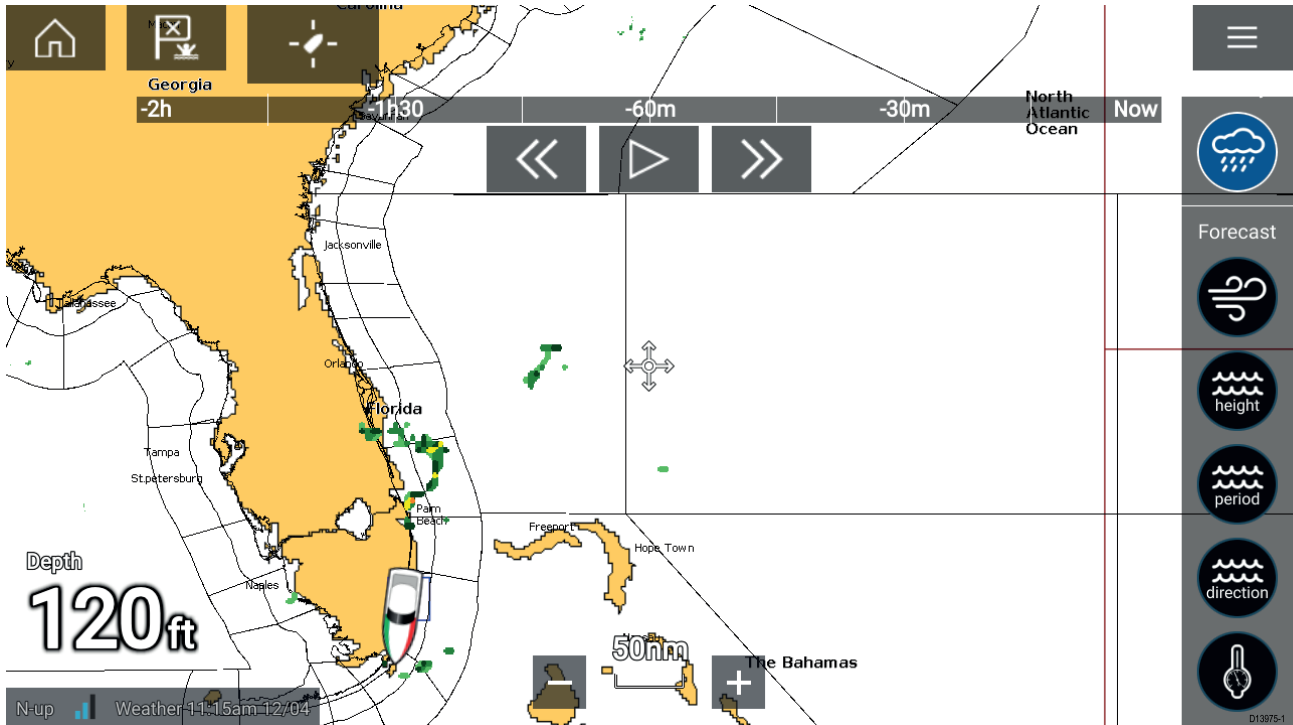 Carolina
Georgia
-2h
-1h30
-60m
-30m
Now
Savannah
North
Atlantic
Ocean
Forecast
Jacksonville
Tallahassee
Orlando
Florida
height
Tampa
St.petersburg
period
Palm
Beach
Freeport
Hope Town
Depth
120ft
Naples
direction
50nm
The Bahamas
N-up
Weather 11:15am 12/04
D13975-1